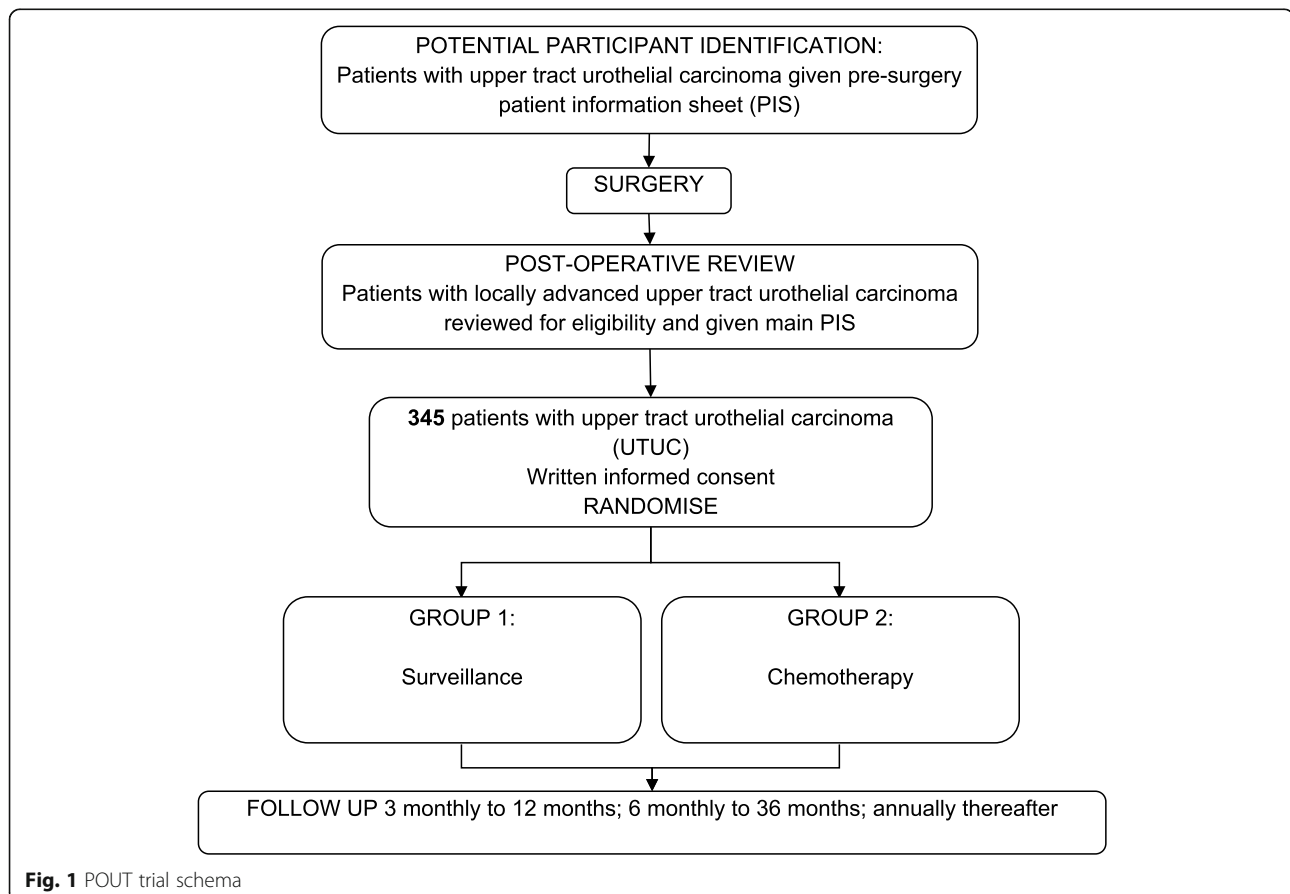 POTENTIAL PARTICIPANT IDENTIFICATION:
Patients with upper tract urothelial carcinoma given pre-surgery
patient information sheet (PIS)
SURGERY
POST-OPERATIVE REVIEW
Patients with locally advanced upper tract urothelial carcinoma
reviewed for eligibility and given main PIS
345 patients with upper tract urothelial carcinoma
(UTUC)
Written informed consent
RANDOMISE
GROUP 1:
Surveillance
GROUP 2:
Chemotherapy
FOLLOW UP 3 monthly to 12 months; 6 monthly to 36 months; annually thereafter
Fig. 1 POUT trial schema